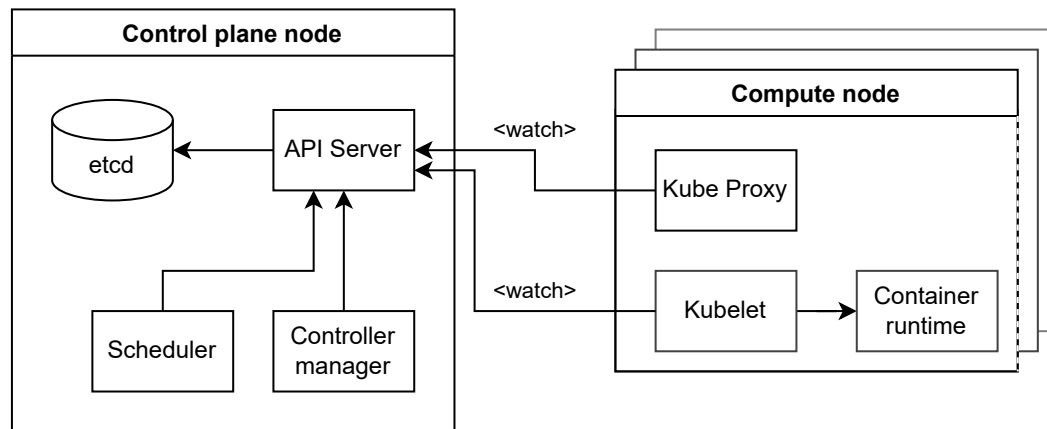 Control plane node
etcd
API Server
Scheduler
Controller
manager
<watch>
<watch>
Compute node
Kube Proxy
Kubelet
Container
runtime